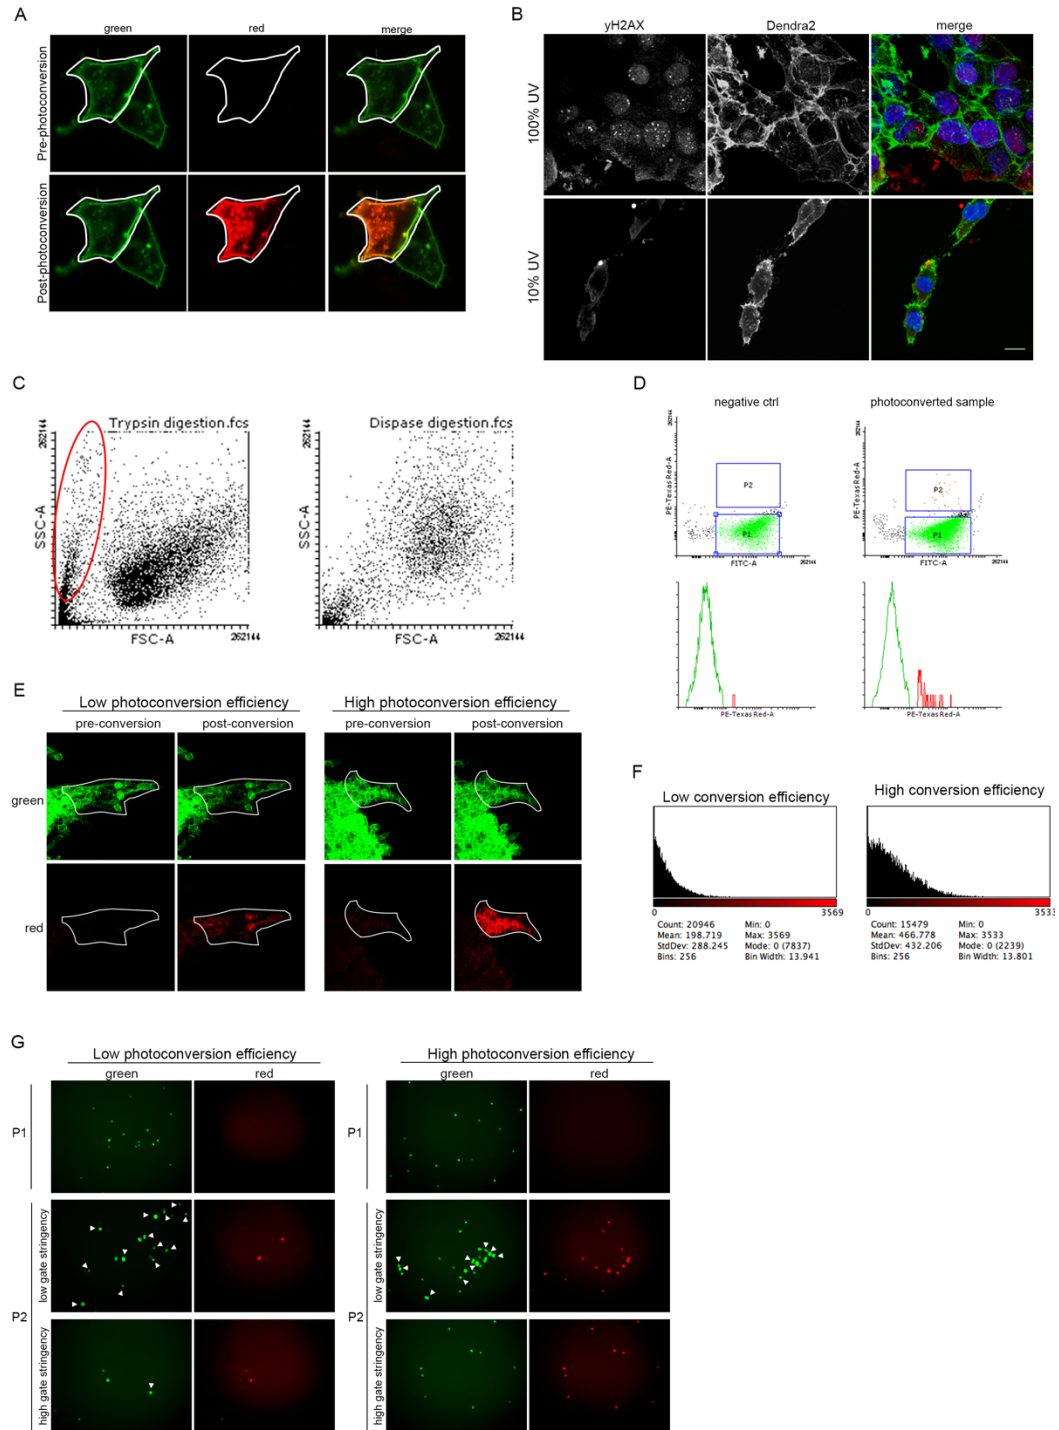 A
green red merge
Pre-photoconversion
Post-photoconversion
B
yH2AX Dendra2 merge
100% UV
10% UV
C
Trypsin digestion.fcs
262144
SSC-A
FSC-A
262144
Dispase digestion.fcs
262144
SSC-A
FSC-A
262144
D
negative ctrl photoconverted sample
262144
PE-Texas Red-A
P2
P1
FITC-A
262144
262144
PE-Texas Red-A
P2
P1
FITC-A
262144
PE-Texas Red-A
PE-Texas Red-A
E
Low photoconversion efficiency High photoconversion efficiency
pre-conversion post-conversion pre-conversion post-conversion
green
red
F
Low conversion efficiency
0 3569
Count: 20946 Min: 0
Mean: 198.719 Max: 3569
StdDev: 288.245 Mode: 0 (7837)
Bins: 256 Bin Width: 13.941
High conversion efficiency
0 3533
Count: 15479 Min: 0
Mean: 466.778 Max: 3533
StdDev: 432.206 Mode: 0 (2239)
Bins: 256 Bin Width: 13.801
G
Low photoconversion efficiency High photoconversion efficiency
green red green red
P1 P1
low gate stringency low gate stringency
P2 P2
high gate stringency high gate stringency